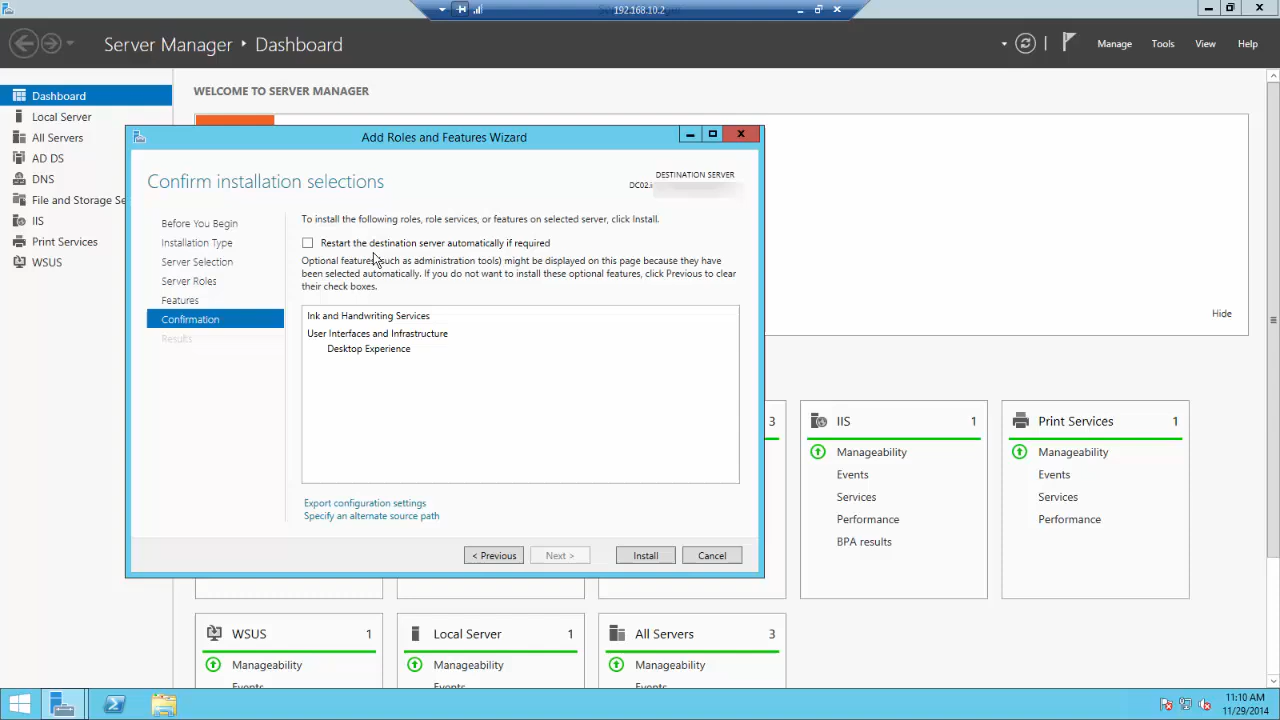 192.168.10.2
Server Manager
Dashboard
Manage
Tools
View
Help
Dashboard
Local Server
All Servers
AD DS
DNS
File and Storage Se
IIS
Print Services
WSUS
WELCOME TO SERVER MANAGER
Hide
Add Roles and Features Wizard
Confirm installation selections
DESTINATION SERVER
DC02.
Before You Begin
Installation Type
Server Selection
Server Roles
Features
Confirmation
Results
To install the following roles, role services, or features on selected server, click Install.
Restart the destination server automatically if required
Optional features (such as administration tools) might be displayed on this page because they have
been selected automatically. If you do not want to install these optional features, click Previous to clear
their check boxes.
Ink and Handwriting Services
User Interfaces and Infrastructure
Desktop Experience
Export configuration settings
Specify an alternate source path
< Previous
Next >
Install
Cancel
3
IIS 1
Manageability
Events
Services
Performance
BPA results
Print Services 1
Manageability
Events
Services
Performance
WSUS 1
Manageability
Events
Local Server 1
Manageability
Events
All Servers 3
Manageability
Events
11:10 AM
11/29/2014